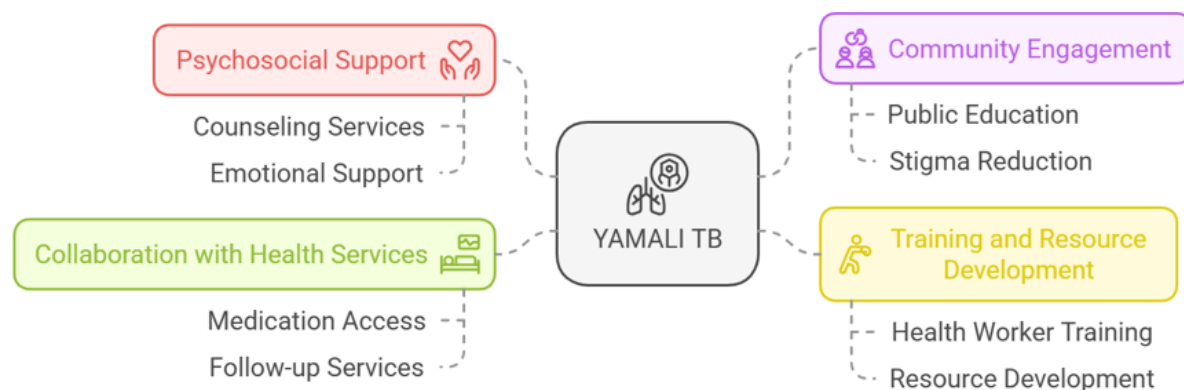 Psychosocial Support
Counseling Services
Emotional Support
Collaboration with Health Services
Medication Access
Follow-up Services
YAMALI TB
Community Engagement
Public Education
Stigma Reduction
Training and Resource
Development
Health Worker Training
Resource Development